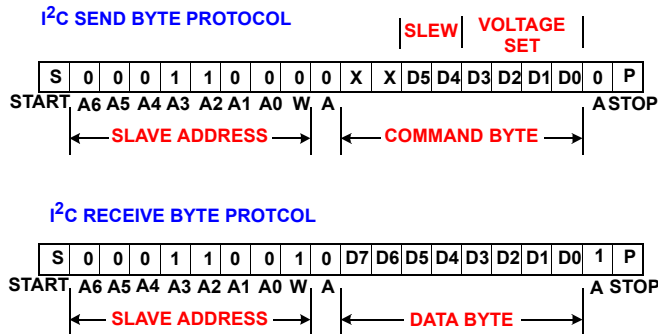 I²C SEND BYTE PROTOCOL
SLEW VOLTAGE SET
S 0 0 0 1 1 0 0 0 0 X X D5 D4 D3 D2 D1 D0 0 P
START A6 A5 A4 A3 A2 A1 A0 W A A STOP
SLAVE ADDRESS COMMAND BYTE
I²C RECEIVE BYTE PROTCOL
S 0 0 0 1 1 0 0 1 0 D7 D6 D5 D4 D3 D2 D1 D0 1 P
START A6 A5 A4 A3 A2 A1 A0 W A A STOP
SLAVE ADDRESS DATA BYTE